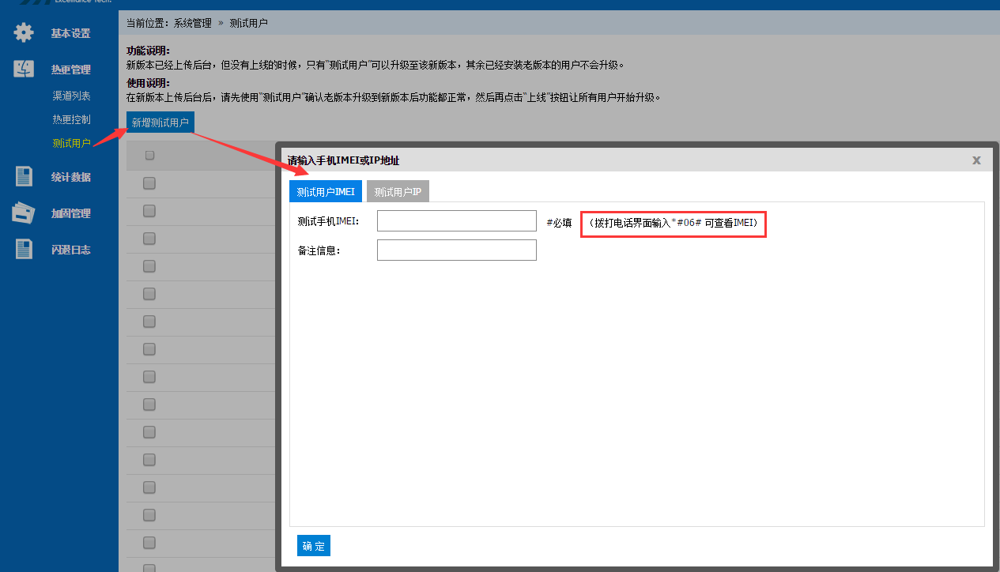 Excelliance Tech.
基本设置
热更管理
渠道列表
热更控制
测试用户
统计数据
加固管理
闪退日志
当前位置：系统管理 » 测试用户
功能说明：
新版本已经上传后台，但没有上线的时候，只有“测试用户”可以升级至该新版本，其余已经安装老版本的用户不会升级。
使用说明：
在新版本上传后台后，请先使用“测试用户”确认老版本升级到新版本后功能都正常，然后再点击“上线”按钮让所有用户开始升级。
新增测试用户
请输入手机IMEI或IP地址
X
测试用户IMEI 测试用户IP
测试手机IMEI： #必填 （拨打电话界面输入*#06# 可查看IMEI）
备注信息：
确 定